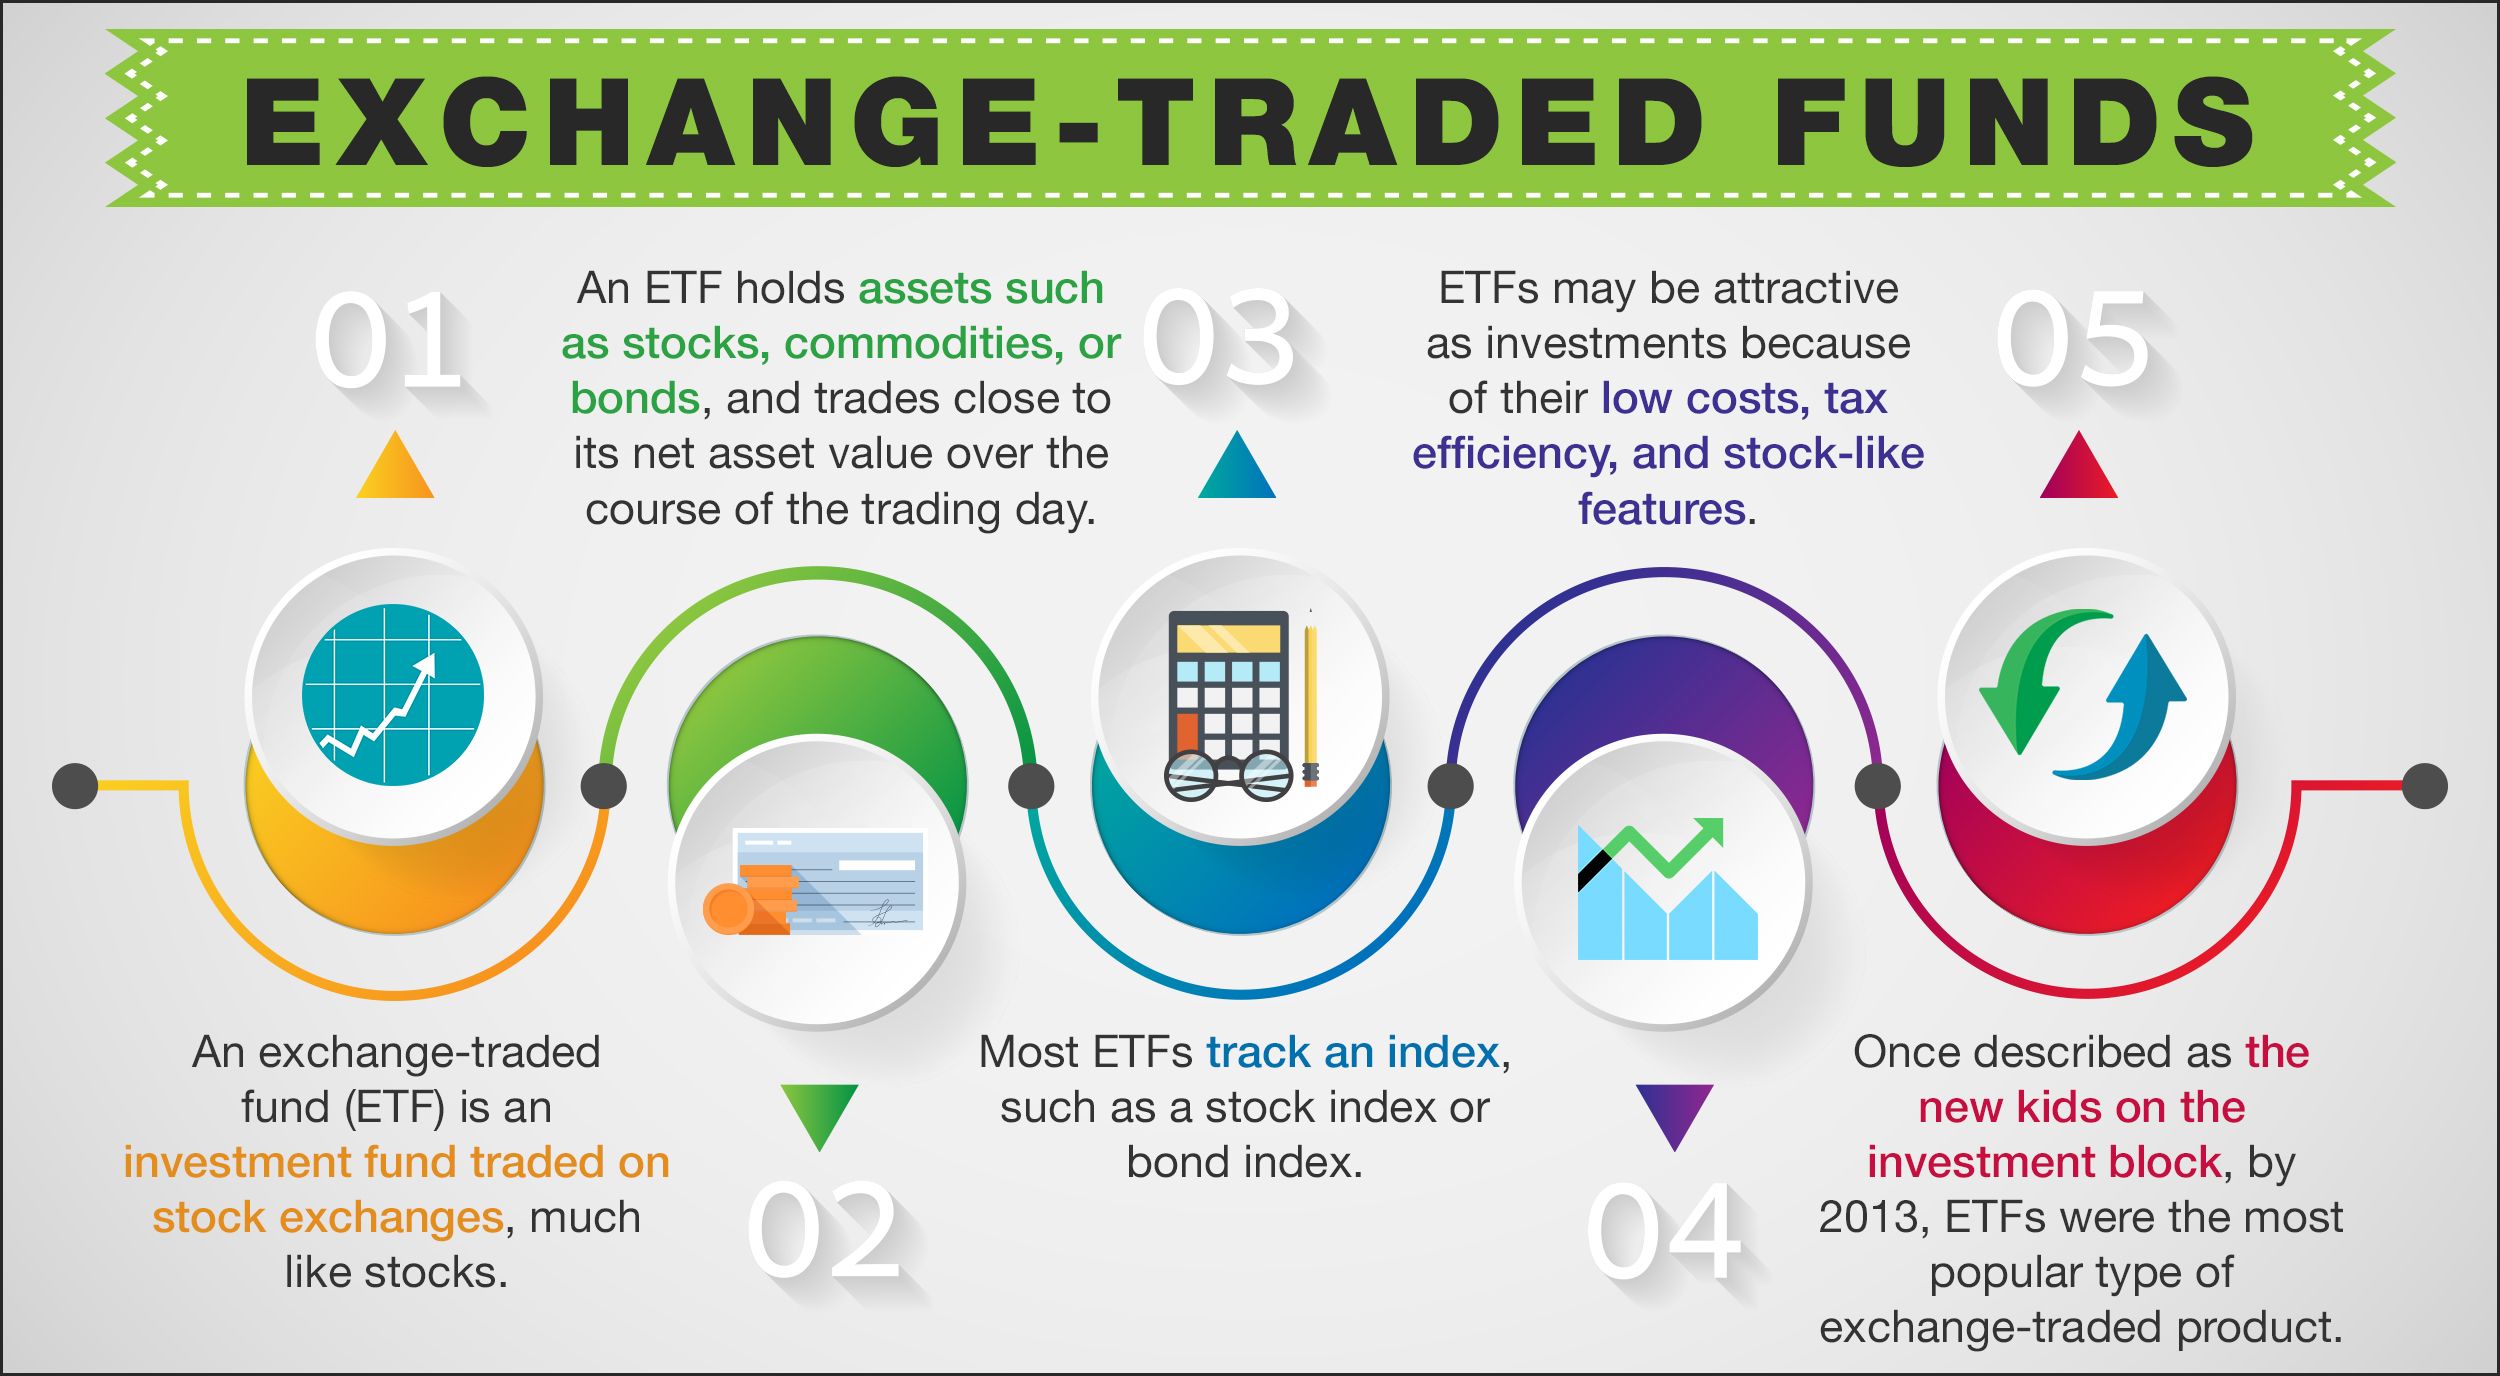 EXCHANGE-TRADED FUNDS
01
An exchange-traded
fund (ETF) is an
investment fund traded on
stock exchanges, much
like stocks.
An ETF holds assets such
as stocks, commodities, or
bonds, and trades close to
its net asset value over the
course of the trading day.
02
03
Most ETFs track an index,
such as a stock index or
bond index.
ETFs may be attractive
as investments because
of their low costs, tax
efficiency, and stock-like
features.
04
05
Once described as the
new kids on the
investment block, by
2013, ETFs were the most
popular type of
exchange-traded product.